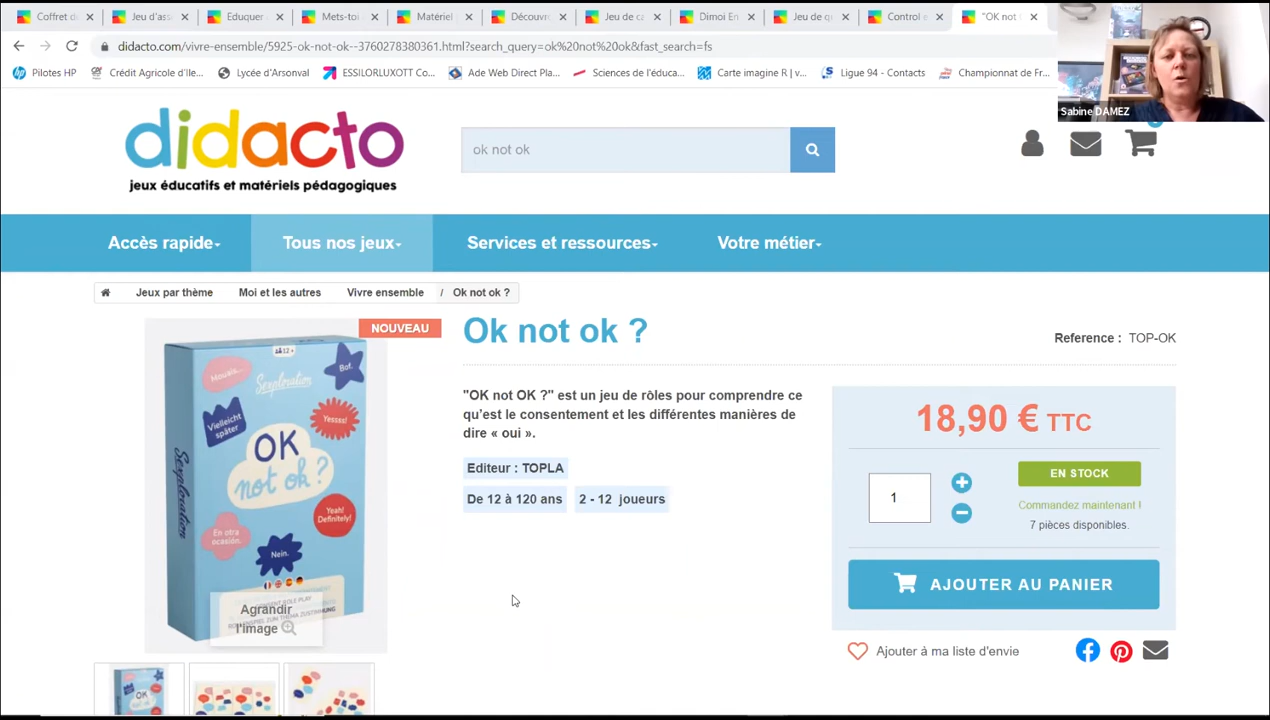 Coffret d
Jeu d'ass
Eduquer
Mets-toi
Matériel
Découvr
Jeu de ca
Dimoi En
Jeu de q
Control e
"OK not
didacto.com/vivre-ensemble/5925-ok-not-ok--3760278380361.html?search_query=ok%20not%20ok&fast_search=fs
Pilotes HP
Crédit Agricole d'Ile...
Lycée d'Arsonval
ESSILORLUXOTT Co...
Ade Web Direct Pla...
Sciences de l'éduca...
Carte imagine R | v...
Ligue 94 - Contacts
Championnat de Fr...
Sabine DAMEZ
didacto
jeux éducatifs et matériels pédagogiques
ok not ok
Accès rapide
Tous nos jeux
Services et ressources
Votre métier
Jeux par thème
Moi et les autres
Vivre ensemble
/ Ok not ok ?
NOUVEAU
12+
Sexploration
Bof.
Vielleicht
später
Yessss!
OK
not ok?
Sexploration
Yeah!
Definitely!
En otra
ocasión.
Nein.
Agrandir
l'image
Ok not ok ?
Reference : TOP-OK
"OK not OK ?" est un jeu de rôles pour comprendre ce
qu'est le consentement et les différentes manières de
dire « oui ».
Editeur : TOPLA
De 12 à 120 ans
2 - 12 joueurs
18,90 € TTC
1
EN STOCK
Commandez maintenant !
7 pièces disponibles.
AJOUTER AU PANIER
Ajouter à ma liste d'envie